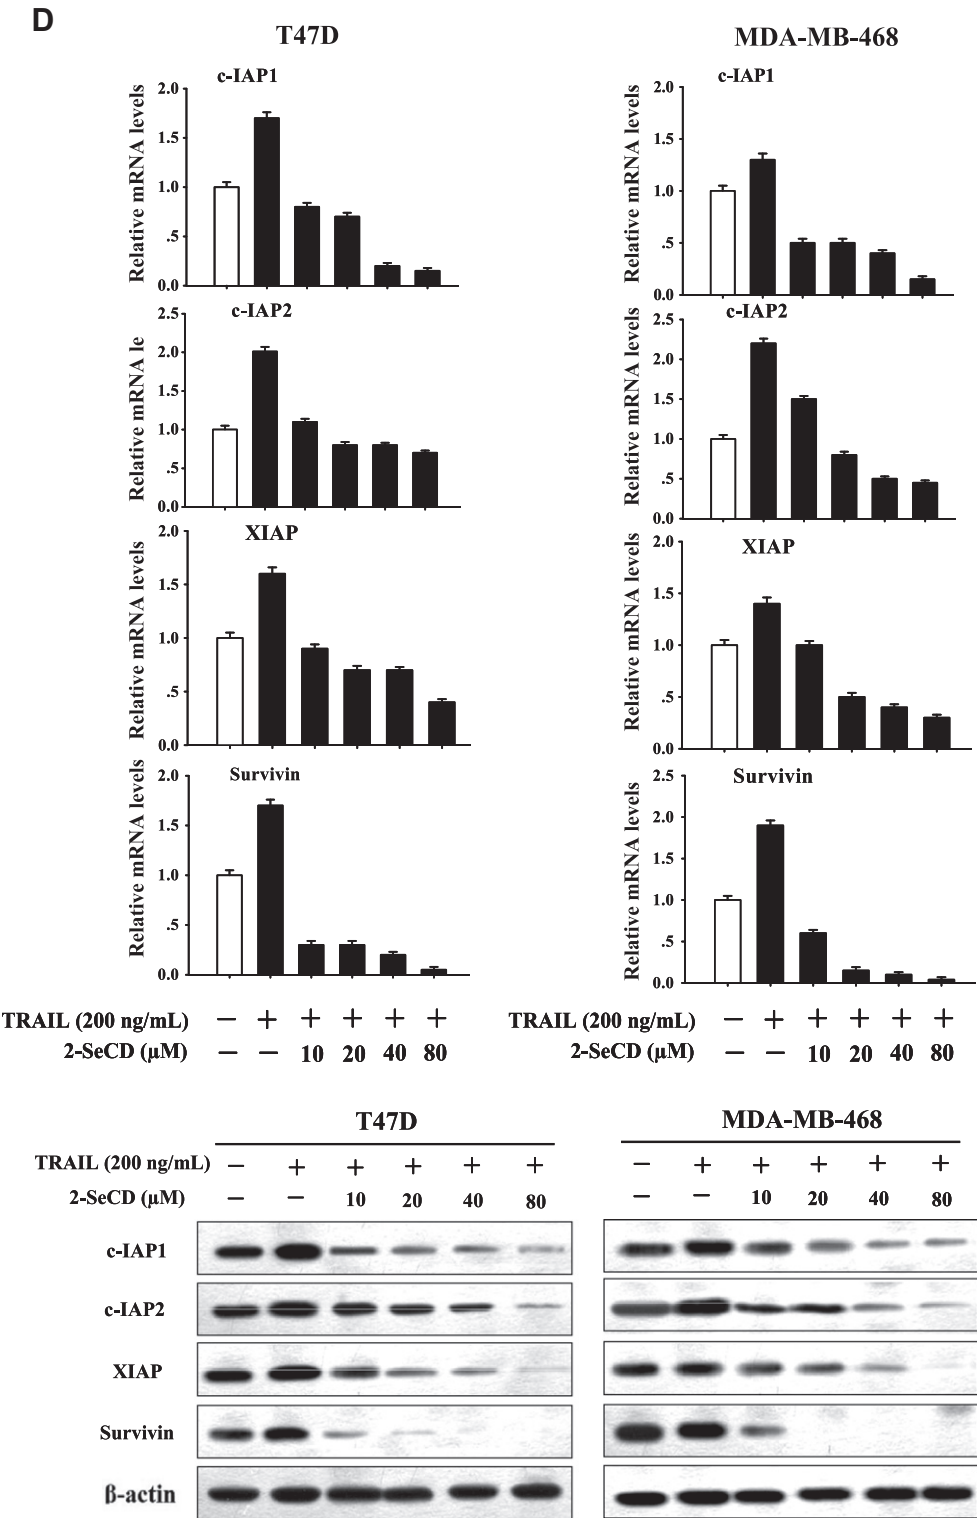 D
T47D
MDA-MB-468
c-IAP1
Relative mRNA levels
2.0
1.5
1.0
.5
0.0
c-IAP1
Relative mRNA levels
2.0
1.5
1.0
.5
0.0
c-IAP2
Relative mRNA le
2.5
2.0
1.5
1.0
.5
0.0
c-IAP2
Relative mRNA levels
2.5
2.0
1.5
1.0
.5
0.0
XIAP
Relative mRNA levels
2.0
1.5
1.0
.5
0.0
XIAP
Relative mRNA levels
2.0
1.5
1.0
.5
0.0
Survivin
Relative mRNA levels
2.0
1.5
1.0
.5
0.0
Survivin
Relative mRNA levels
2.5
2.0
1.5
1.0
.5
0.0
TRAIL (200 ng/mL) − + + + + +
2-SeCD (µM) − − 10 20 40 80
TRAIL (200 ng/mL) − + + + + +
2-SeCD (µM) − − 10 20 40 80
T47D
MDA-MB-468
TRAIL (200 ng/mL) − + + + + + − + + + + +
2-SeCD (µM) − − 10 20 40 80 − − 10 20 40 80
c-IAP1
c-IAP2
XIAP
Survivin
β-actin